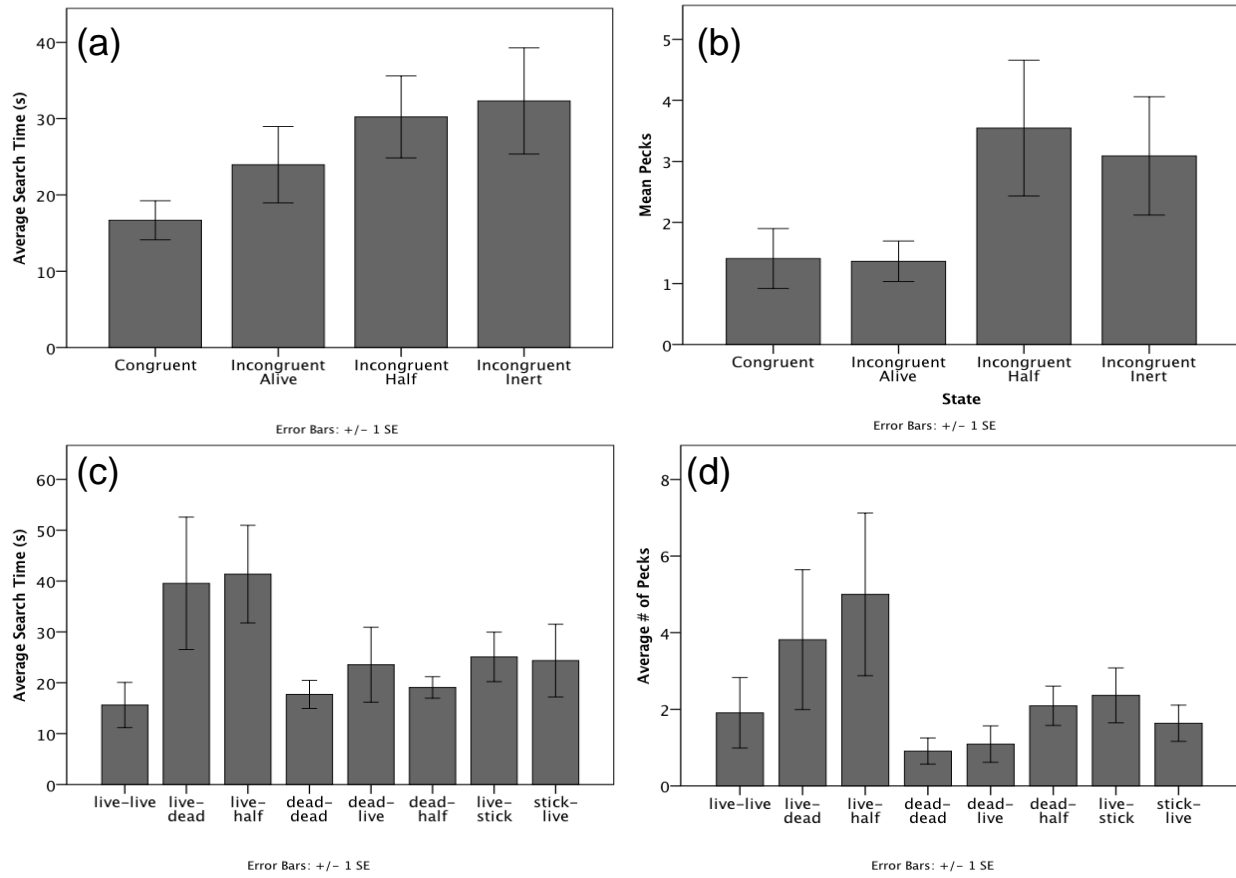 (a)
Average Search Time (s)
40
30
20
10
0
Congruent
Incongruent
Alive
Incongruent
Half
Incongruent
Inert
Error Bars: +/- 1 SE
(b)
Mean Pecks
5
4
3
2
1
0
Congruent
Incongruent
Alive
Incongruent
Half
Incongruent
Inert
State
Error Bars: +/- 1 SE
(c)
Average Search Time (s)
60
50
40
30
20
10
0
live-live
live-
dead
live-
half
dead-
dead
dead-
live
dead-
half
live-
stick
stick-
live
Error Bars: +/- 1 SE
(d)
Average # of Pecks
8
6
4
2
0
live-live
live-
dead
live-
half
dead-
dead
dead-
live
dead-
half
live-
stick
stick-
live
Error Bars: +/- 1 SE